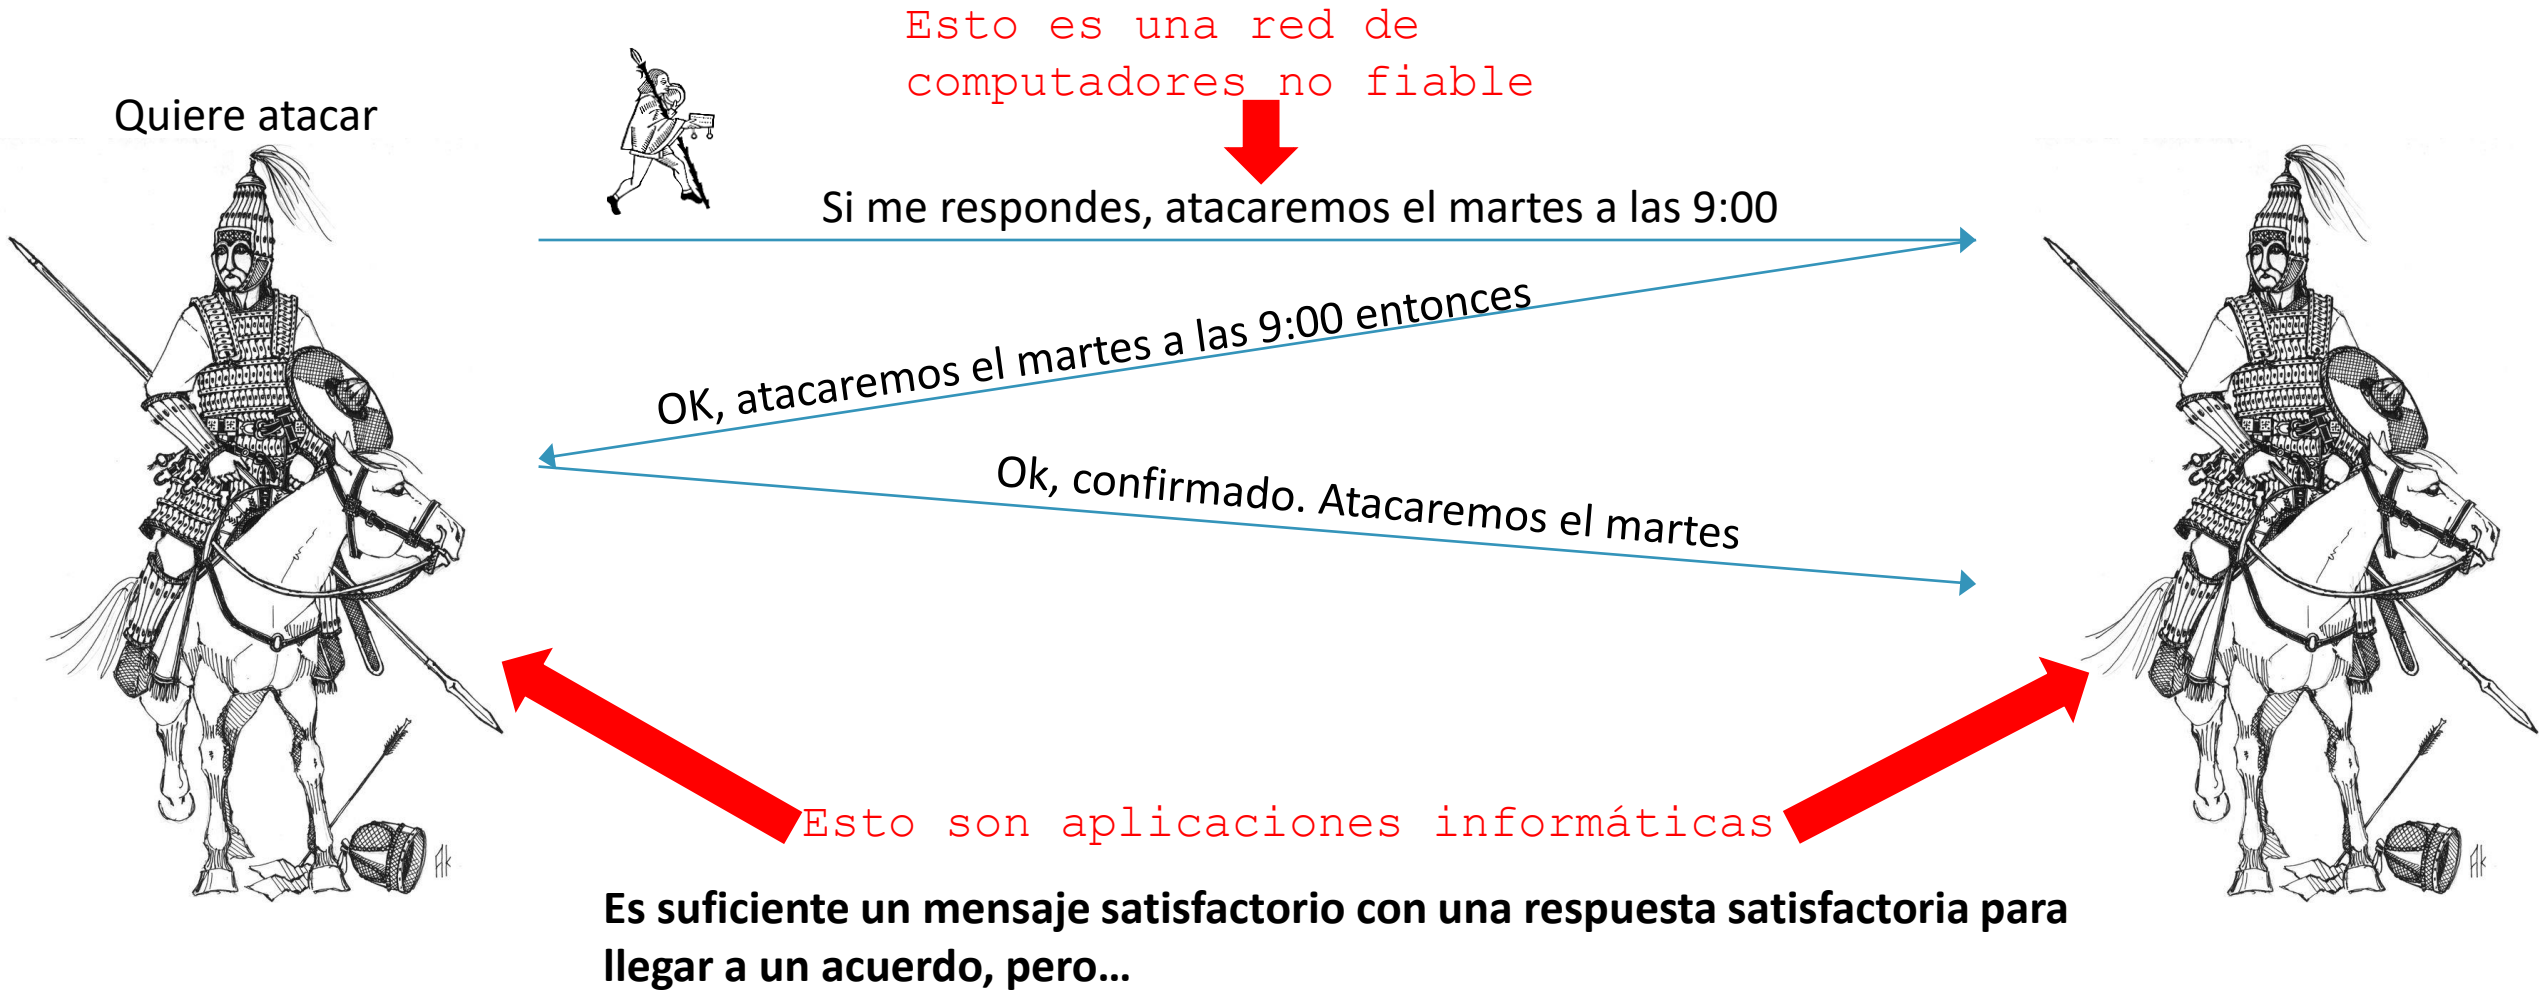 Esto es una red de
computadores no fiable
Quiere atacar
Si me respondes, atacaremos el martes a las 9:00
OK, atacaremos el martes a las 9:00 entonces
Ok, confirmado. Atacaremos el martes
Esto son aplicaciones informáticas
Es suficiente un mensaje satisfactorio con una respuesta satisfactoria para
llegar a un acuerdo, pero…